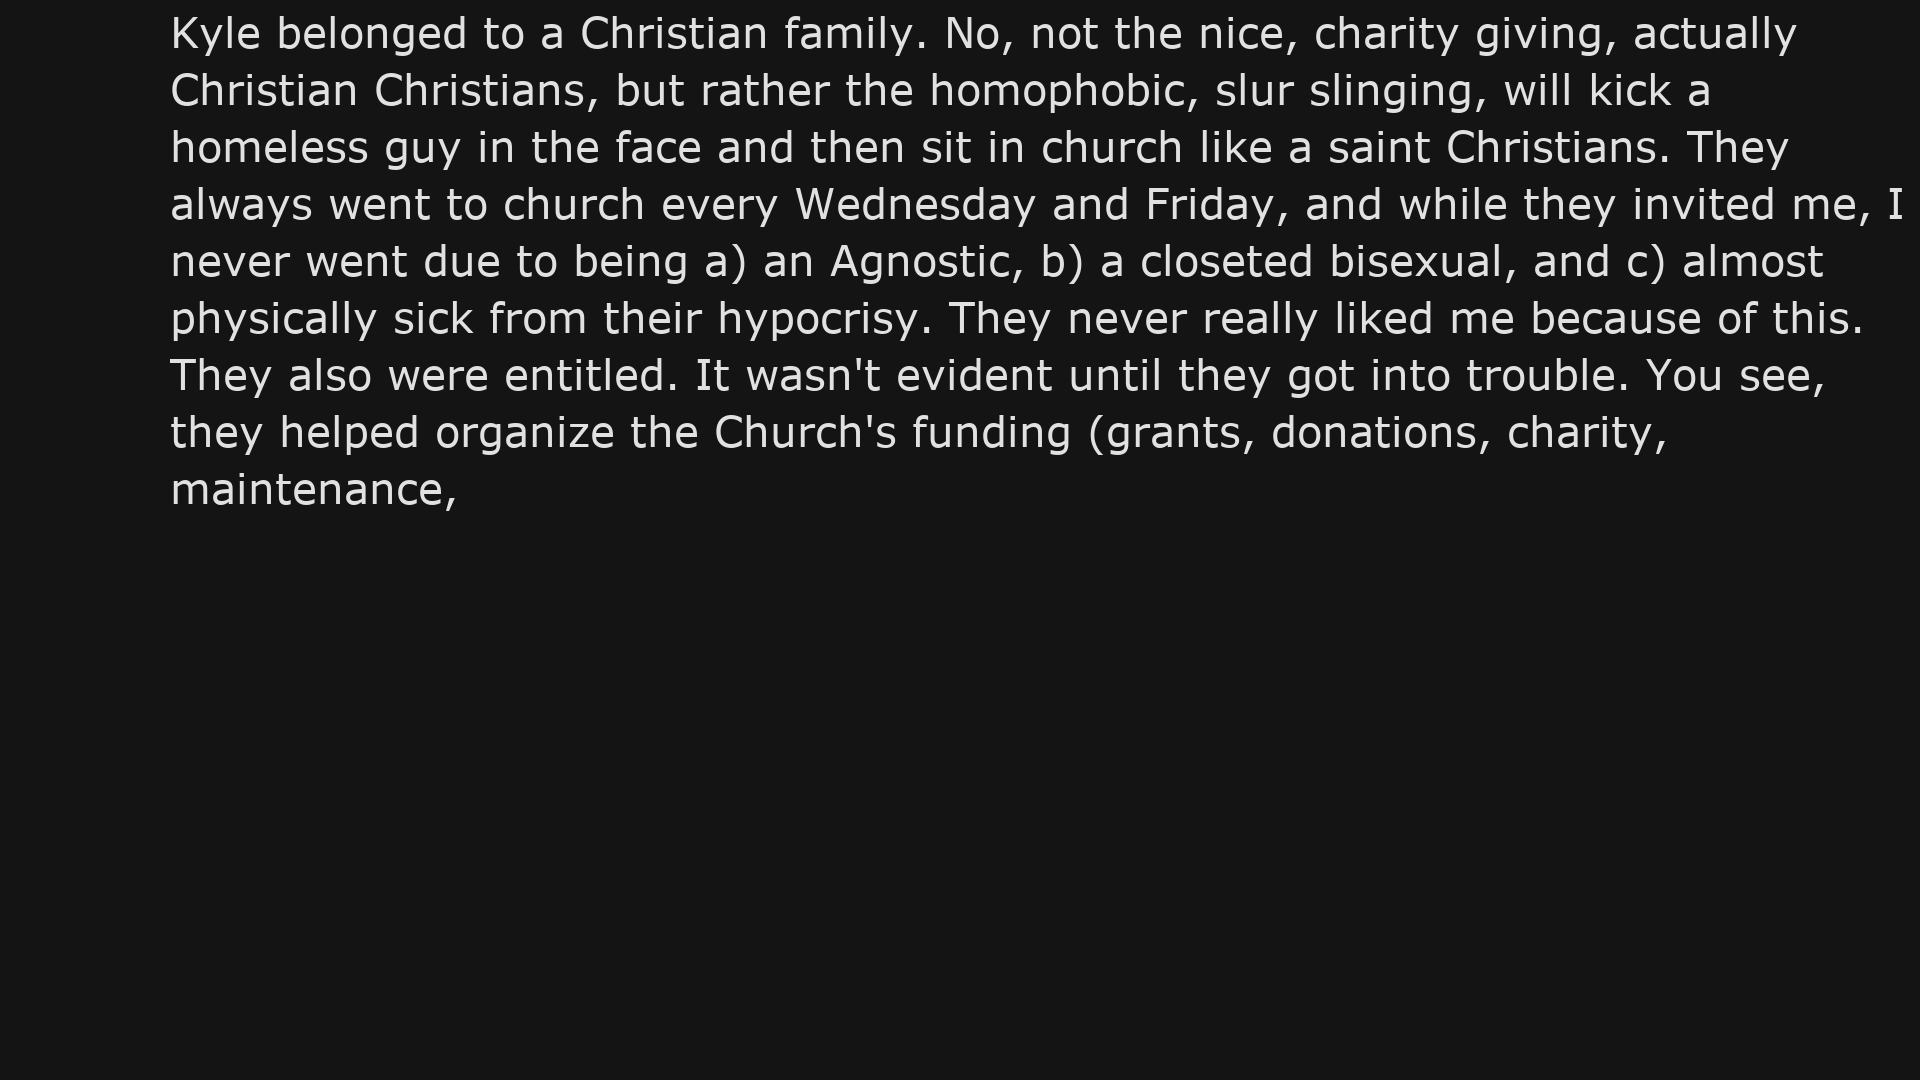 Kyle belonged to a Christian family. No, not the nice, charity giving, actually
Christian Christians, but rather the homophobic, slur slinging, will kick a
homeless guy in the face and then sit in church like a saint Christians. They
always went to church every Wednesday and Friday, and while they invited me, I
never went due to being a) an Agnostic, b) a closeted bisexual, and c) almost
physically sick from their hypocrisy. They never really liked me because of this.
They also were entitled. It wasn't evident until they got into trouble. You see,
they helped organize the Church's funding (grants, donations, charity,
maintenance,